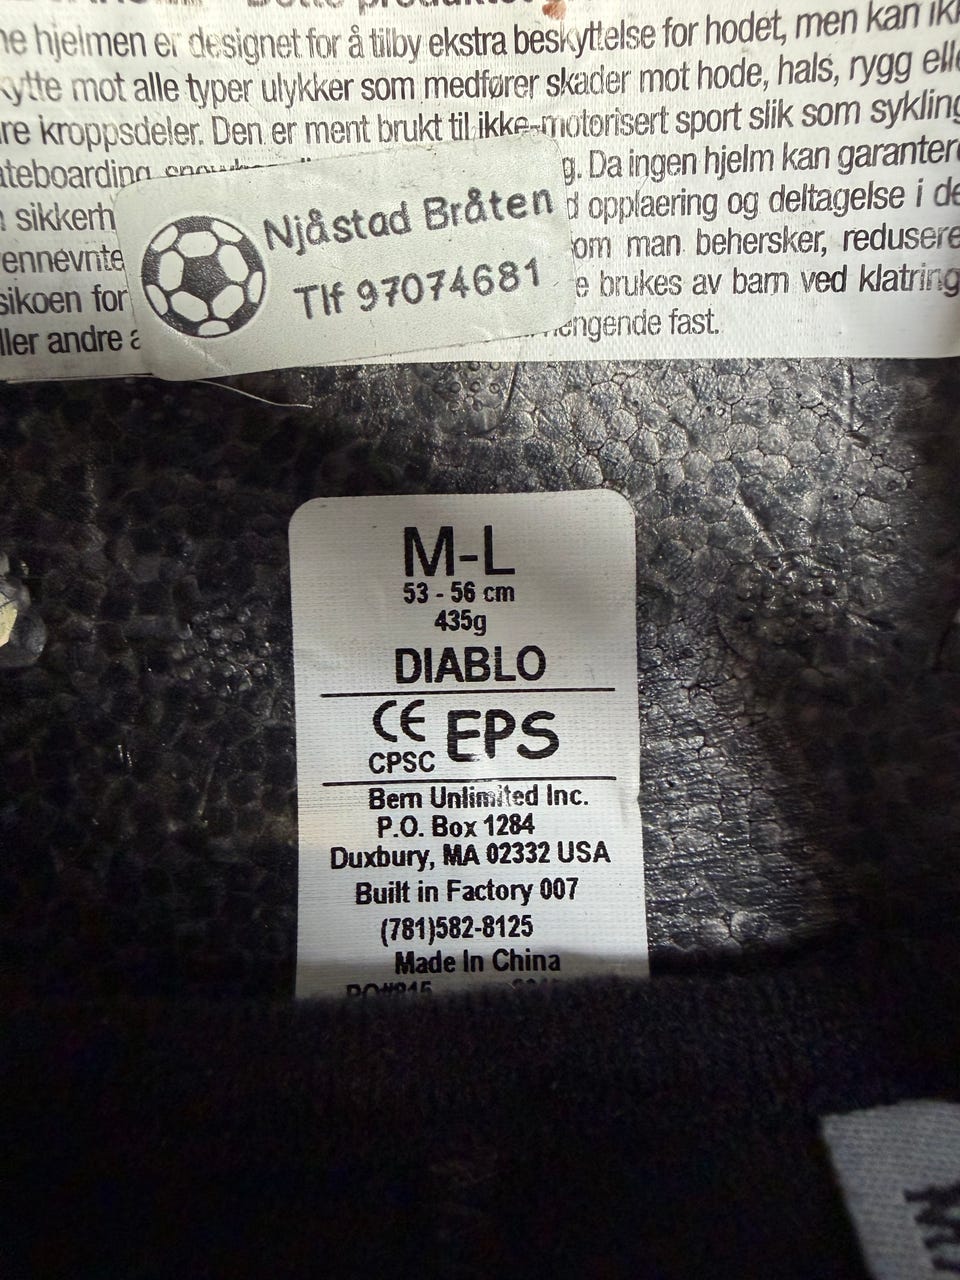 Dette produktet
hjelmen er designet for å tilby ekstra beskyttelse for hodet, men kan
mot alle typer ulykker som medfører skader mot hode, hals, rygg
kroppsdeler. Den er ment brukt til ikke-motorisert sport slik som
Da ingen hjelm kan
opplaering og deltagelse i
man behersker,
for
brukes av barn ved
andre
fast.
Njåstad Bråten
Tlf 97074681
M-L
53 - 56 cm
435g
DIABLO
CE EPS
CPSC
Bern Unlimited Inc.
P.O. Box 1284
Duxbury, MA 02332 USA
Built in Factory 007
(781)582-8125
Made In China